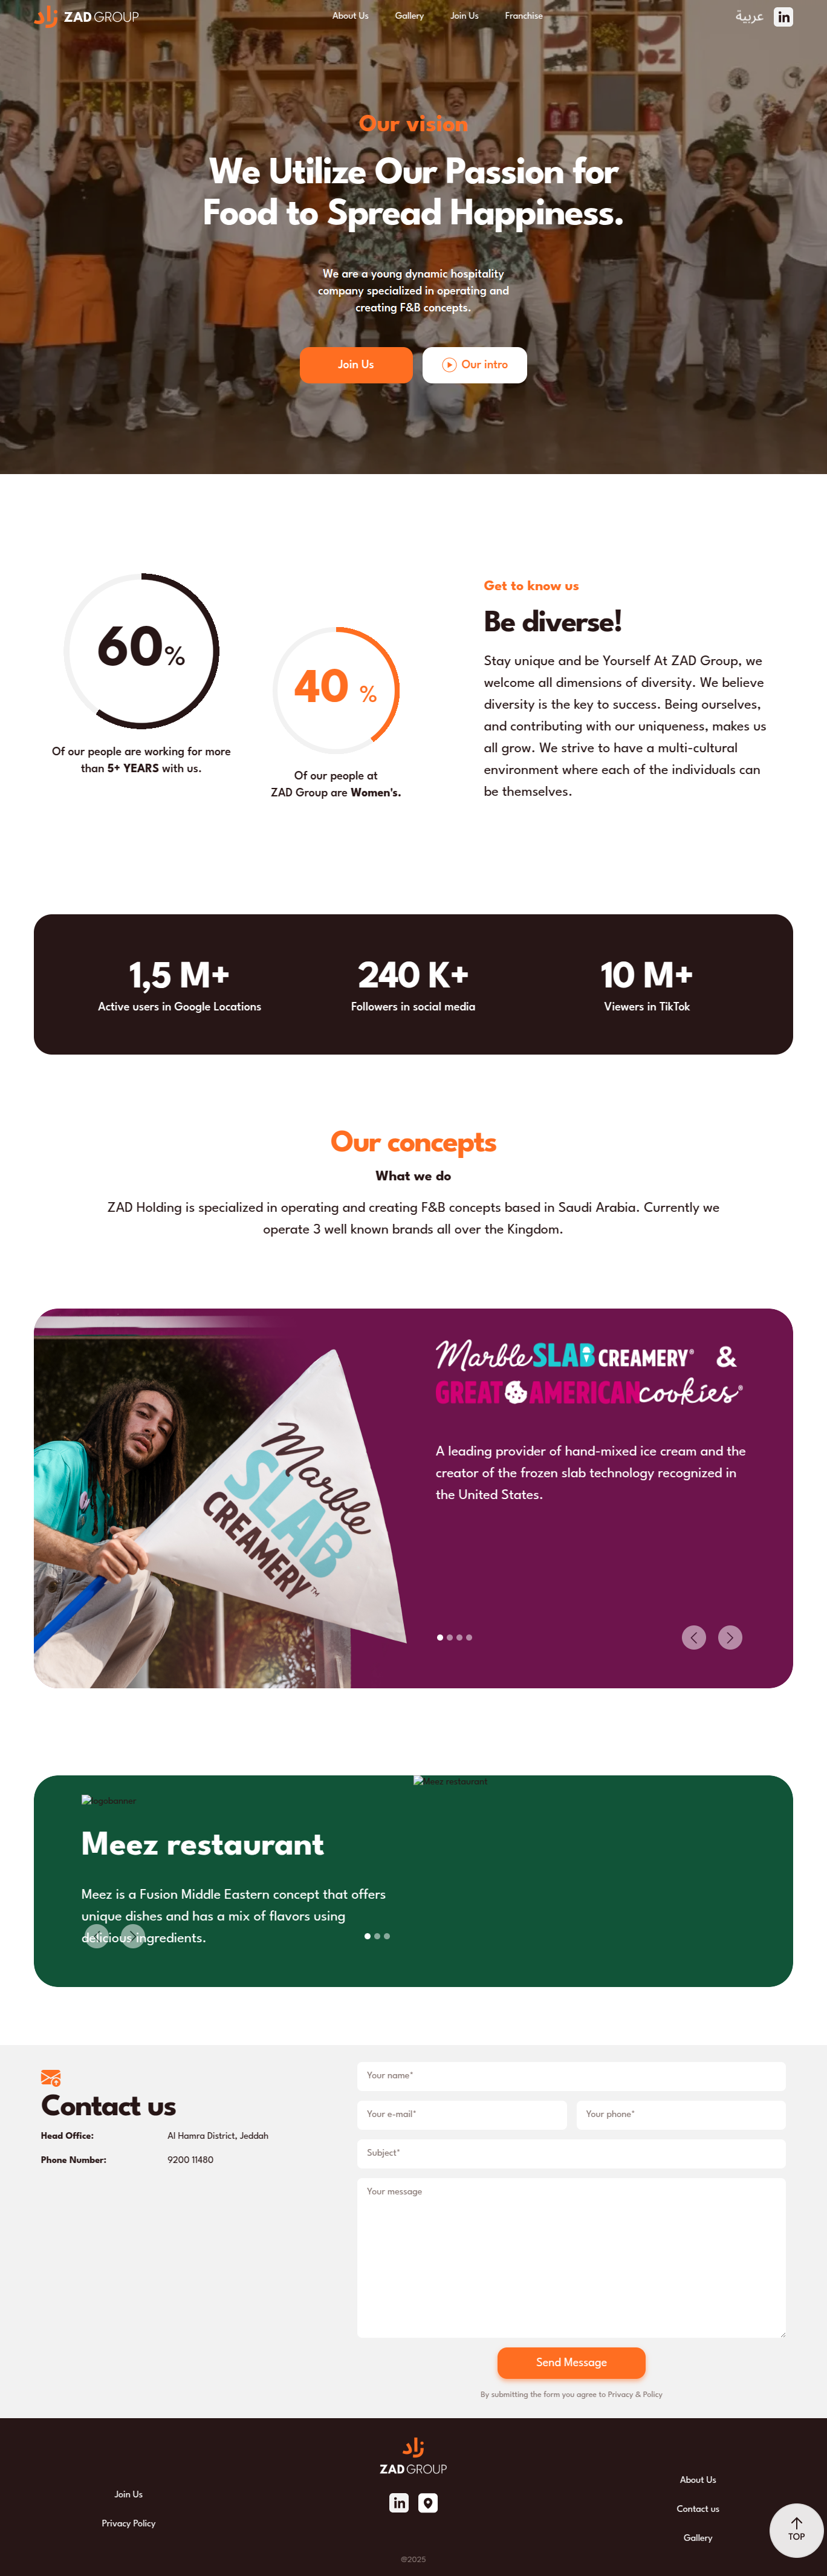 زاد ZAD GROUP
About Us
Gallery
Join Us
Franchise
عربية
in
Our vision
We Utilize Our Passion for
Food to Spread Happiness.
We are a young dynamic hospitality
company specialized in operating and
creating F&B concepts.
Join Us
Our intro
60%
Of our people are working for more
than 5+ YEARS with us.
40 %
Of our people at
ZAD Group are Women's.
Get to know us
Be diverse!
Stay unique and be Yourself At ZAD Group, we
welcome all dimensions of diversity. We believe
diversity is the key to success. Being ourselves,
and contributing with our uniqueness, makes us
all grow. We strive to have a multi-cultural
environment where each of the individuals can
be themselves.
1,5 M+
Active users in Google Locations
240 K+
Followers in social media
10 M+
Viewers in TikTok
Our concepts
What we do
ZAD Holding is specialized in operating and creating F&B concepts based in Saudi Arabia. Currently we
operate 3 well known brands all over the Kingdom.
Marble
SLAB
CREAMERY™
Marble SLAB CREAMERY® &
GREAT AMERICAN cookies®
A leading provider of hand-mixed ice cream and the
creator of the frozen slab technology recognized in
the United States.
Meez restaurant
logobanner
Meez restaurant
Meez is a Fusion Middle Eastern concept that offers
unique dishes and has a mix of flavors using
delicious ingredients.
Contact us
Head Office: Al Hamra District, Jeddah
Phone Number: 9200 11480
Your name*
Your e-mail*
Your phone*
Subject*
Your message
Send Message
By submitting the form you agree to Privacy & Policy
زاد
ZAD GROUP
in
Join Us
Privacy Policy
About Us
Contact us
Gallery
TOP
@2025